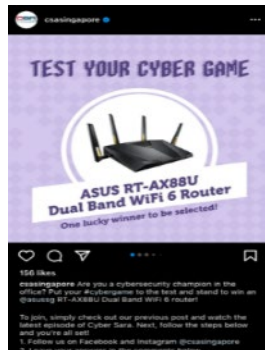 csasingapore
TEST YOUR CYBER GAME
ASUS RT-AX88U
Dual Band WiFi 6 Router
One lucky winner to be selected!
156 likes
csasingapore Are you a cybersecurity champion in the
office? Put your #cybergame to the test and stand to win an
@asussg RT-AX88U Dual Band WiFi 6 router!
To join, simply check out our previous post and watch the
latest episode of Cyber Sara. Next, follow the steps below
and you're all set!
1. Follow us on Facebook and Instagram @csasingapore